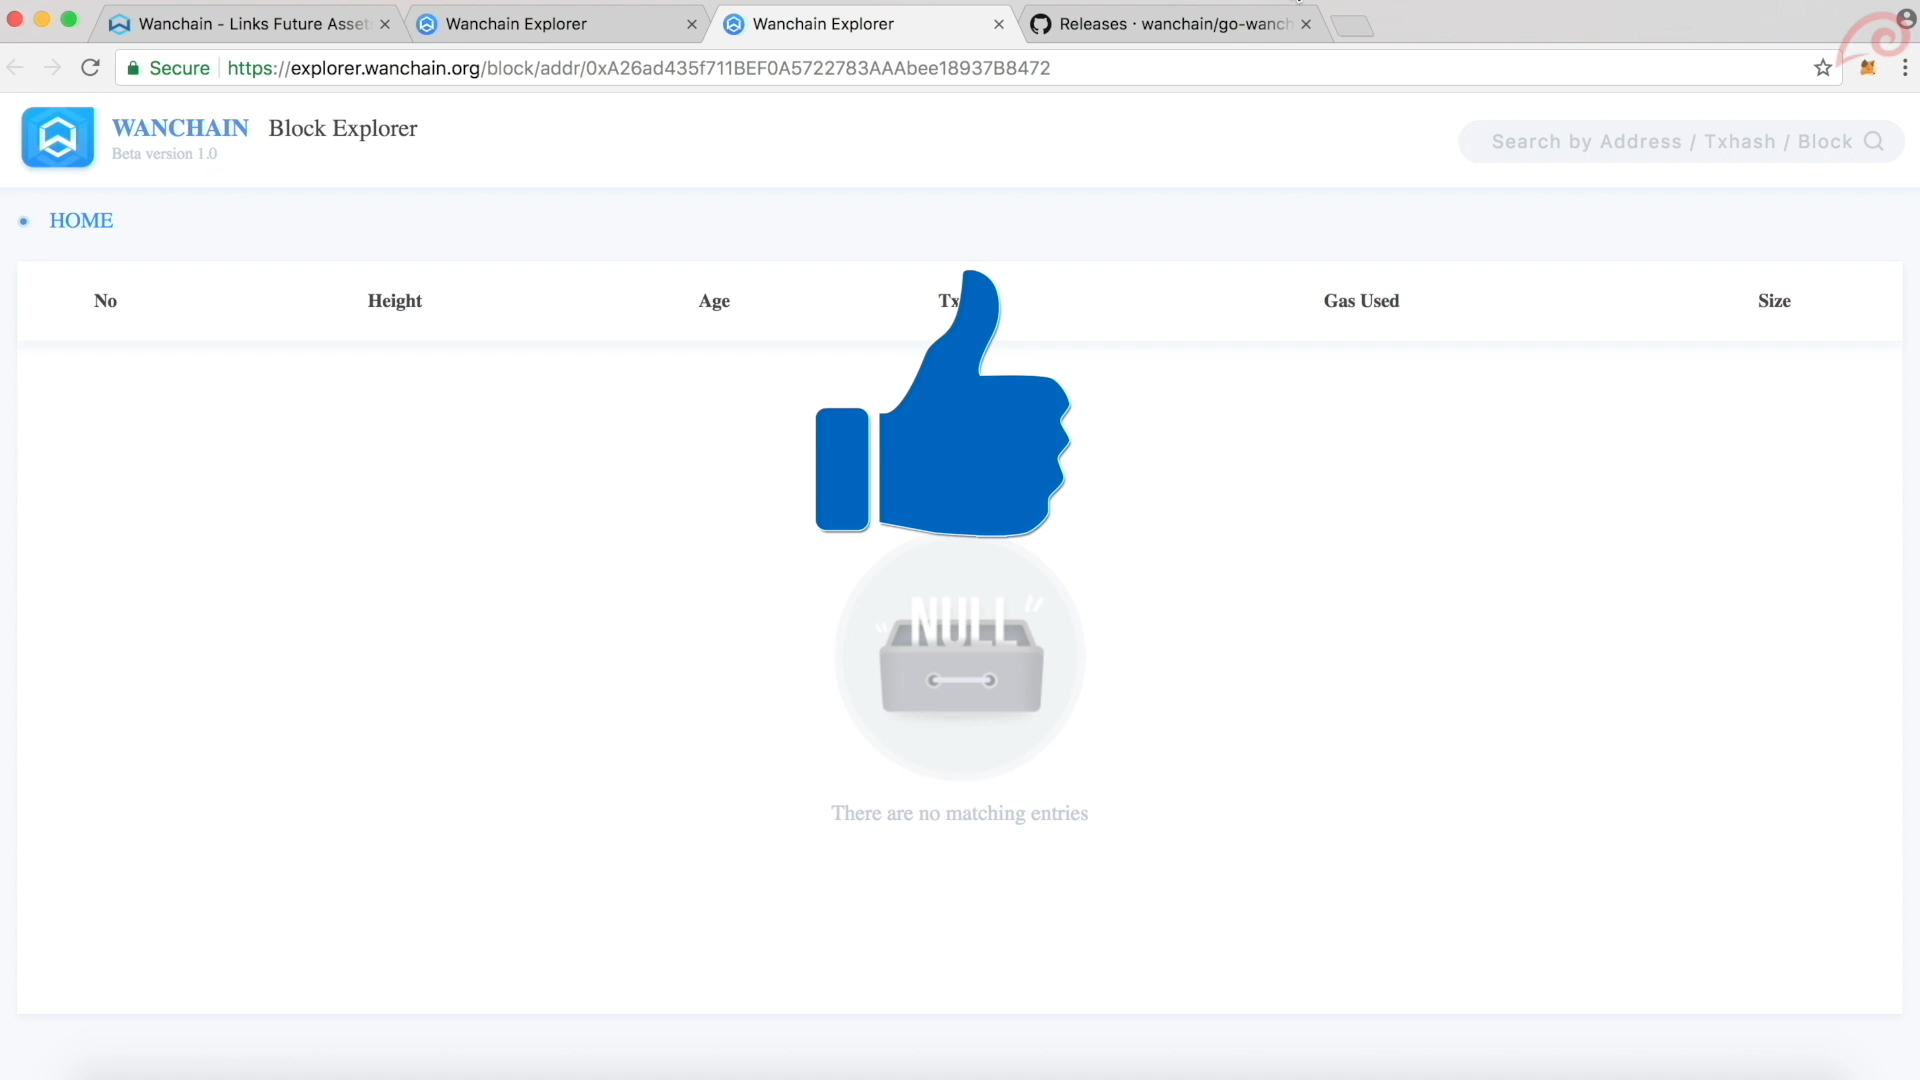 Wanchain - Links Future Asset
Wanchain Explorer
Wanchain Explorer
Releases · wanchain/go-wanch
Secure
https://explorer.wanchain.org/block/addr/0xA26ad435f711BEF0A5722783AAAbee18937B8472
WANCHAIN Block Explorer
Beta version 1.0
Search by Address / Txhash / Block
HOME
No Height Age Tx Gas Used Size
"NULL"
There are no matching entries